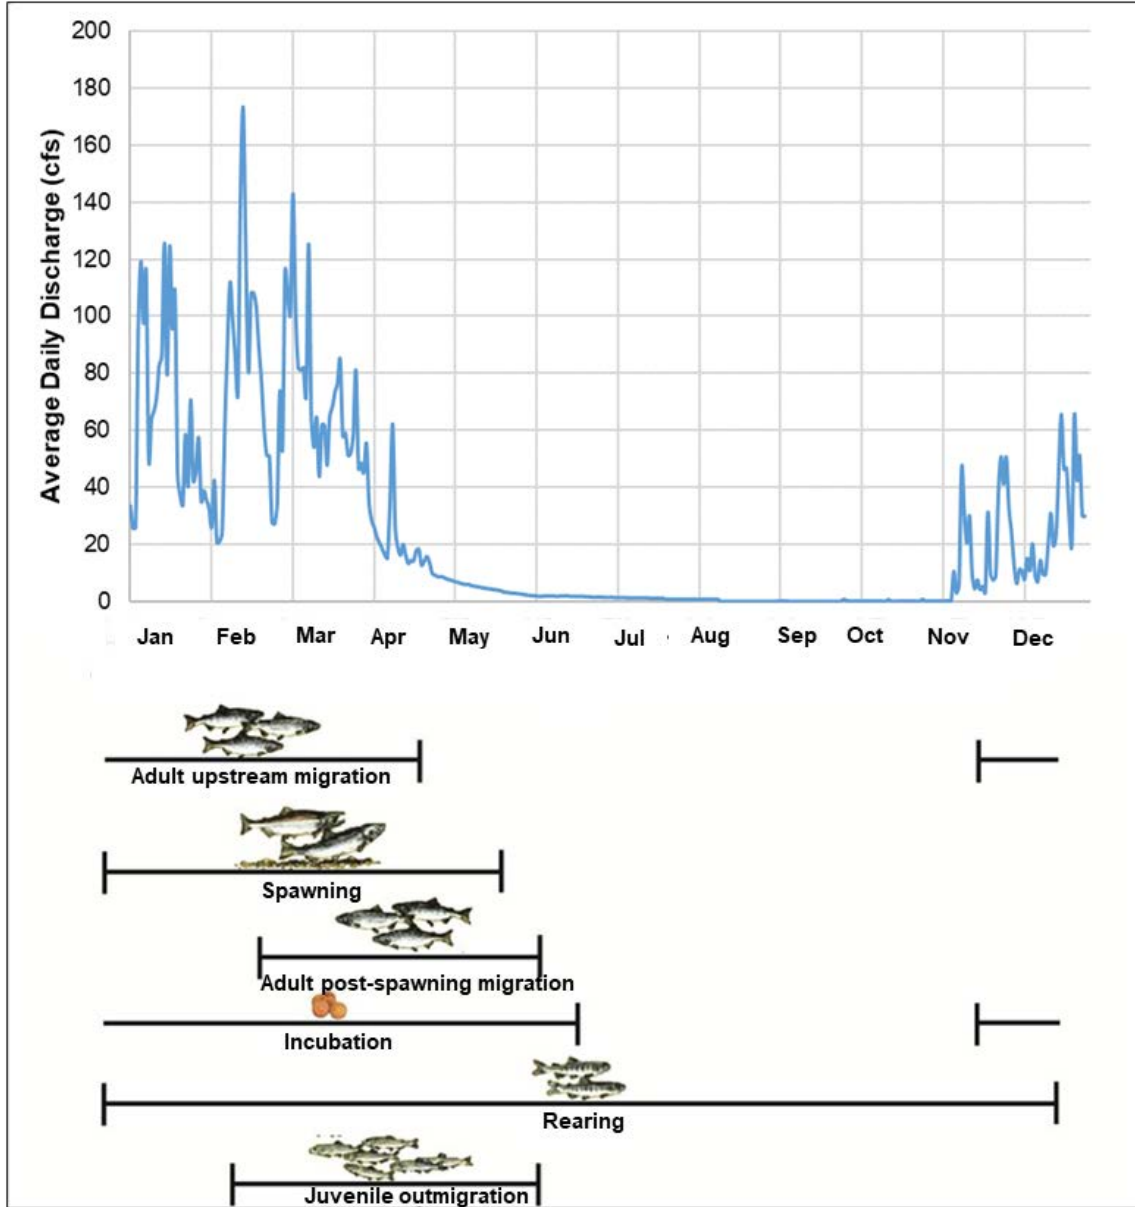 200
180
160
140
120
100
80
60
40
20
0
Average Daily Discharge (cfs)
Jan Feb Mar Apr May Jun Jul Aug Sep Oct Nov Dec
Adult upstream migration
Spawning
Adult post-spawning migration
Incubation
Rearing
Juvenile outmigration